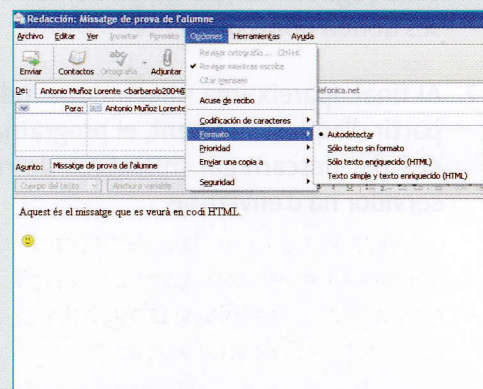 Redacción: Missatge de prova de l'alumne
Archivo Editar Ver Insertar Formato Opciones Herramientas Ayuda
Enviar Contactos Ortografía Adjuntar
Revisar ortografía... Ctrl+K
Revisar mientras escribe
Citar mensaje
Acuse de recibo
Codificación de caracteres
Formato
Prioridad
Enviar una copia a
Seguridad
Autodetectar
Sólo texto sin formato
Sólo texto enriquecido (HTML)
Texto simple y texto enriquecido (HTML)
De: Antonio Muñoz Lorente <barbarolo2004@
efonica.net
Para: Antonio Muñoz Lorente
Asunto: Missatge de prova de l'alumne
Cuerpo del texto Anchura variable
Aquest és el missatge que es veurà en codi HTML.